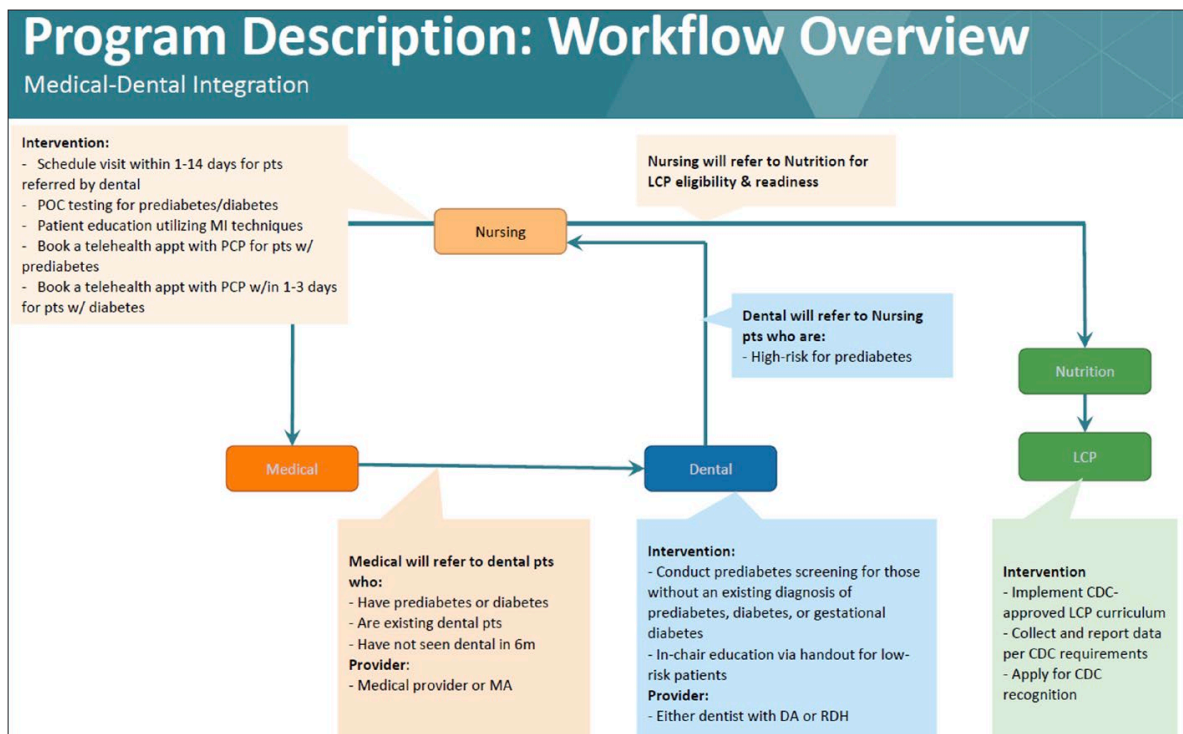 Program Description: Workflow Overview
Medical-Dental Integration
Intervention:
- Schedule visit within 1-14 days for pts
referred by dental
- POC testing for prediabetes/diabetes
- Patient education utilizing MI techniques
- Book a telehealth appt with PCP for pts w/
prediabetes
- Book a telehealth appt with PCP w/in 1-3 days
for pts w/ diabetes
Nursing will refer to Nutrition for
LCP eligibility & readiness
Nursing
Dental will refer to Nursing
pts who are:
- High-risk for prediabetes
Nutrition
LCP
Medical
Dental
Medical will refer to dental pts
who:
- Have prediabetes or diabetes
- Are existing dental pts
- Have not seen dental in 6m
Provider:
- Medical provider or MA
Intervention:
- Conduct prediabetes screening for those
without an existing diagnosis of
prediabetes, diabetes, or gestational
diabetes
- In-chair education via handout for low-
risk patients
Provider:
- Either dentist with DA or RDH
Intervention
- Implement CDC-
approved LCP curriculum
- Collect and report data
per CDC requirements
- Apply for CDC
recognition